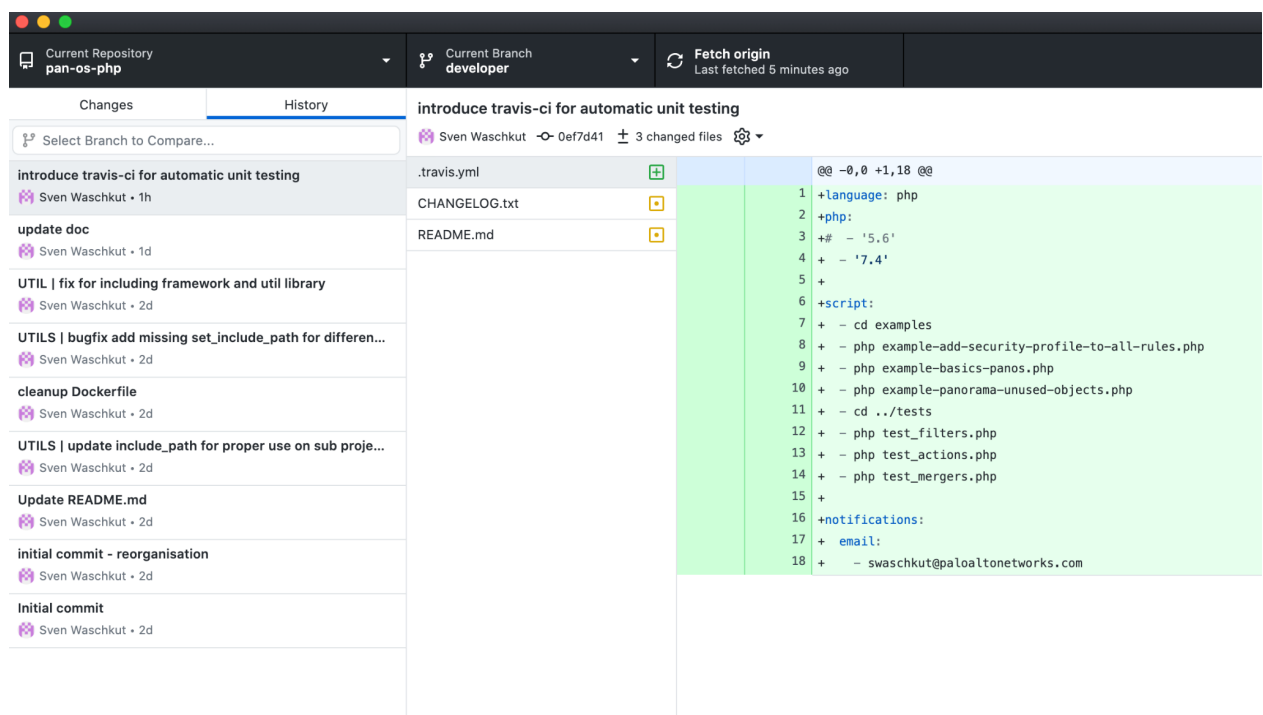 Current Repository
pan-os-php
Current Branch
developer
Fetch origin
Last fetched 5 minutes ago
Changes
History
Select Branch to Compare...
introduce travis-ci for automatic unit testing
Sven Waschkut • 1h
update doc
Sven Waschkut • 1d
UTIL | fix for including framework and util library
Sven Waschkut • 2d
UTILS | bugfix add missing set_include_path for differen...
Sven Waschkut • 2d
cleanup Dockerfile
Sven Waschkut • 2d
UTILS | update include_path for proper use on sub proje...
Sven Waschkut • 2d
Update README.md
Sven Waschkut • 2d
initial commit - reorganisation
Sven Waschkut • 2d
Initial commit
Sven Waschkut • 2d
introduce travis-ci for automatic unit testing
Sven Waschkut 0ef7d41 3 changed files
.travis.yml
CHANGELOG.txt
README.md
@@ -0,0 +1,18 @@
1 +language: php
2 +php:
3 +#  - '5.6'
4 +  - '7.4'
5 +
6 +script:
7 +  - cd examples
8 +  - php example-add-security-profile-to-all-rules.php
9 +  - php example-basics-panos.php
10 +  - php example-panorama-unused-objects.php
11 +  - cd ../tests
12 +  - php test_filters.php
13 +  - php test_actions.php
14 +  - php test_mergers.php
15 +
16 +notifications:
17 +  email:
18 +    - swaschkut@paloaltonetworks.com